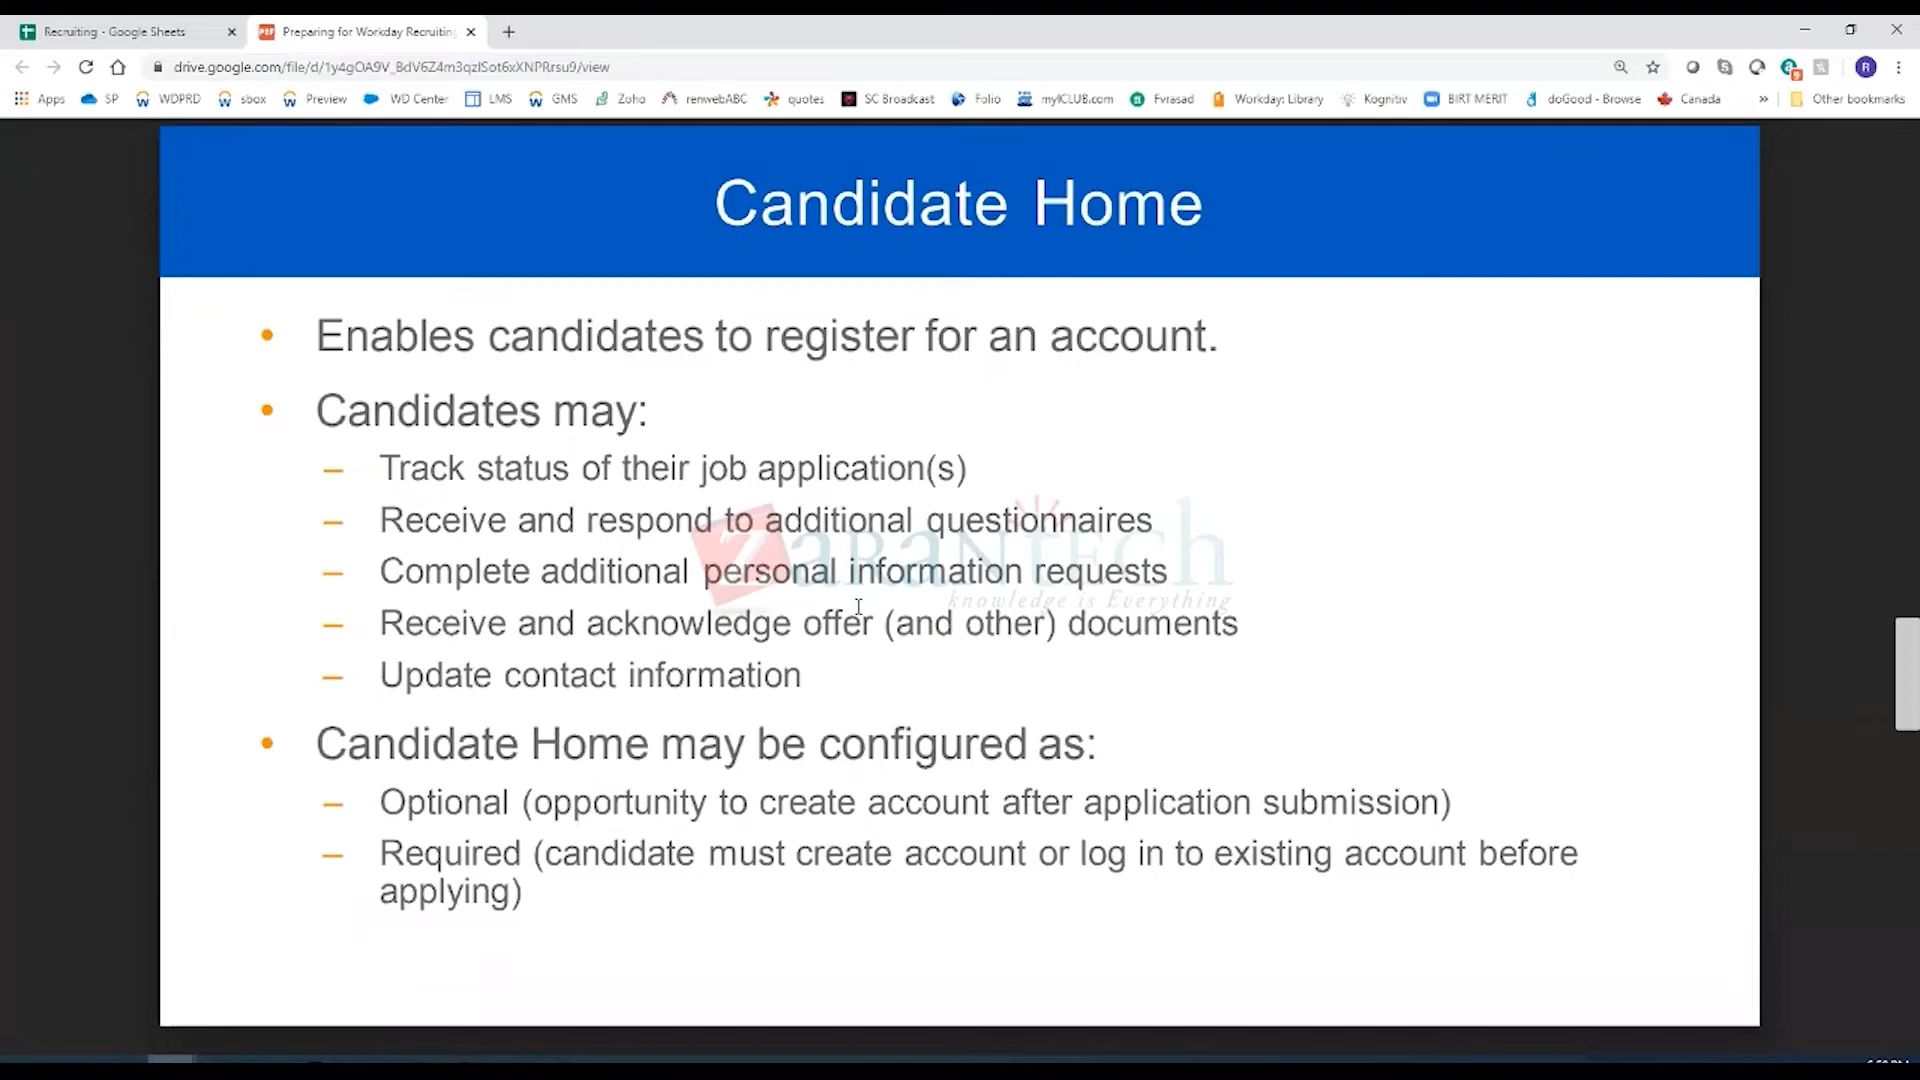 Recruiting - Google Sheets
Preparing for Workday Recruiting
drive.google.com/file/d/1y4gOA9V_BdV6Z4m3qzlSot6xXNPRrsu9/view
Apps SP WDPRD sbox Preview WD Center LMS GMS Zoho renwebABC quotes SC Broadcast Folio myICLUB.com Fvrasad Workday: Library Kognitiv BIRT MERIT doGood - Browse Canada » Other bookmarks
Candidate Home
• Enables candidates to register for an account.
• Candidates may:
– Track status of their job application(s)
– Receive and respond to additional questionnaires
– Complete additional personal information requests
– Receive and acknowledge offer (and other) documents
– Update contact information
• Candidate Home may be configured as:
– Optional (opportunity to create account after application submission)
– Required (candidate must create account or log in to existing account before
applying)
ZaranTech
knowledge is Everything